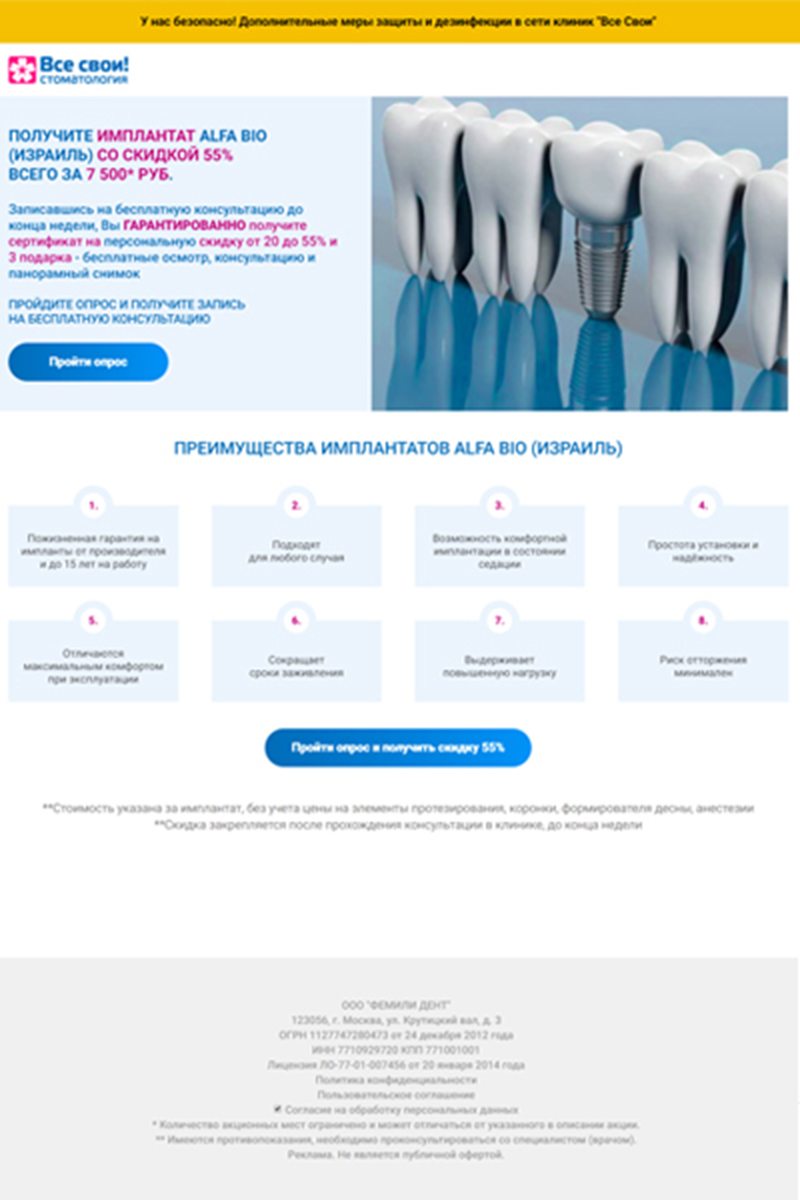 У нас безопасно! Дополнительные меры защиты и дезинфекции в сети клиник "Все Свои"
Все свои!
стоматология
ПОЛУЧИТЕ ИМПЛАНТАТ ALFA BIO
(ИЗРАИЛЬ) СО СКИДКОЙ 55%
ВСЕГО ЗА 7 500* РУБ.
Записавшись на бесплатную консультацию до
конца недели, Вы ГАРАНТИРОВАННО получите
сертификат на персональную скидку от 20 до 55% и
3 подарка - бесплатные осмотр, консультацию и
панорамный снимок
ПРОЙДИТЕ ОПРОС И ПОЛУЧИТЕ ЗАПИСЬ
НА БЕСПЛАТНУЮ КОНСУЛЬТАЦИЮ
Пройти опрос
ПРЕИМУЩЕСТВА ИМПЛАНТАТОВ ALFA BIO (ИЗРАИЛЬ)
1.
Пожизненная гарантия на
импланты от производителя
и до 15 лет на работу
2.
Подходят
для любого случая
3.
Возможность комфортной
имплантации в состоянии
седации
4.
Простота установки и
надёжность
5.
Отличаются
максимальным комфортом
при эксплуатации
6.
Сокращает
сроки заживления
7.
Выдерживает
повышенную нагрузку
8.
Риск отторжения
минимален
Пройти опрос и получить скидку 55%
**Стоимость указана за имплантат, без учета цены на элементы протезирования, коронки, формирователя десны, анестезии
**Скидка закрепляется после прохождения консультации в клинике, до конца недели
ООО "ФЕМИЛИ ДЕНТ"
123056, г. Москва, ул. Крутицкий вал, д. 3
ОГРН 1127747280473 от 24 декабря 2012 года
ИНН 7710929720 КПП 771001001
Лицензия ЛО-77-01-007456 от 20 января 2014 года
Политика конфиденциальности
Пользовательское соглашение
Согласие на обработку персональных данных
* Количество акционных мест ограничено и может отличаться от указанного в описании акции.
** Имеются противопоказания, необходимо проконсультироваться со специалистом (врачом).
Реклама. Не является публичной офертой.